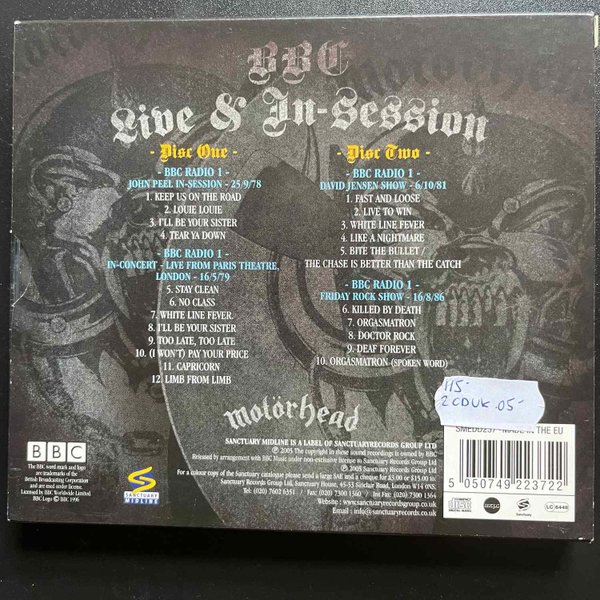 Motörhead
BBC
Live & In-Session
- Disc One -
- BBC RADIO 1 -
JOHN PEEL IN-SESSION - 25/9/78
1. KEEP US ON THE ROAD
2. LOUIE LOUIE
3. I'LL BE YOUR SISTER
4. TEAR YA DOWN
- BBC RADIO 1 -
IN-CONCERT - LIVE FROM PARIS THEATRE,
LONDON - 16/5/79
5. STAY CLEAN
6. NO CLASS
7. WHITE LINE FEVER.
8. I'LL BE YOUR SISTER
9. TOO LATE, TOO LATE
10. (I WON'T) PAY YOUR PRICE
11. CAPRICORN
12. LIMB FROM LIMB
- Disc Two -
- BBC RADIO 1 -
DAVID JENSEN SHOW - 6/10/81
1. FAST AND LOOSE
2. LIVE TO WIN
3. WHITE LINE FEVER
4. LIKE A NIGHTMARE
5. BITE THE BULLET /
THE CHASE IS BETTER THAN THE CATCH
- BBC RADIO 1 -
FRIDAY ROCK SHOW - 16/8/86
6. KILLED BY DEATH
7. ORGASMATRON
8. DOCTOR ROCK
9. DEAF FOREVER
10. ORGASMATRON (SPOKEN WORD)
115-
2CDUK.05-
motörhead
SMEDD237 - MADE IN THE EU
5 050749 223722
BBC
The BBC word mark and logo
are trademarks of the
British Broadcasting Corporation
and are used under license.
Licensed by BBC Worldwide Limited
BBC Logo © BBC 1996
SANCTUARY
MIDLINE
SANCTUARY MIDLINE IS A LABEL OF SANCTUARYRECORDS GROUP LTD
℗ 2005 The copyright in these sound recordings is owned by BBC
Released by arrangement with BBC Music under non-exclusive license to Sanctuary Records Group Ltd
© 2005 Sanctuary Records Group Ltd
For a colour copy of the Sanctuary catalogue please send a large SAE and a cheque for £3.00 or $15.00 to:
Sanctuary Records Group Ltd, Sanctuary House, 45-53 Sinclair Road, London W14 0NS.
Tel: (020) 7602 6351 / Fax: (020) 7300 1360 / Int Fax: (+44) (020) 7300 1364
www.sanctuaryrecordsgroup.co.uk
Email: info@sanctuaryrecords.co.uk
COMPACT
disc
DIGITAL AUDIO
Sanctuary
LC 6448